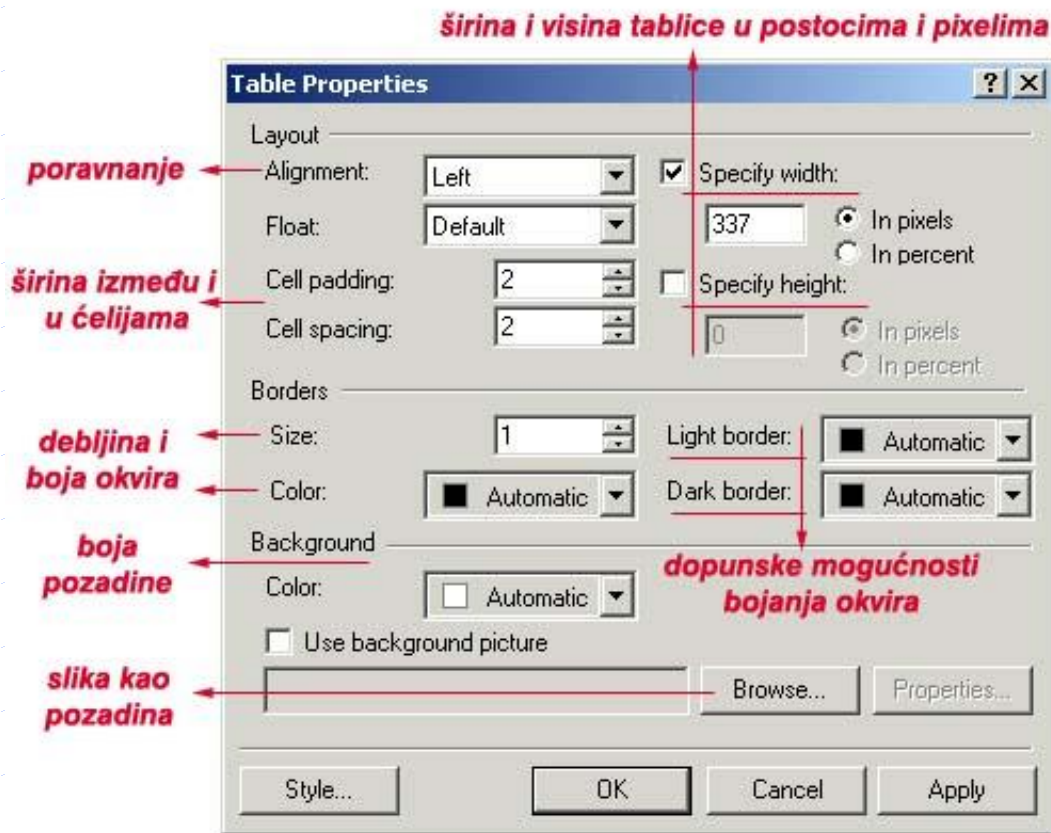 širina i visina tablice u postocima i pixelima
Table Properties
Layout
poravnanje
Alignment:
Left
Specify width:
Float:
Default
337
In pixels
In percent
širina između i
u ćelijama
Cell padding:
2
Specify height:
Cell spacing:
2
0
In pixels
In percent
Borders
debljina i
boja okvira
Size:
1
Light border:
Automatic
Color:
Automatic
Dark border:
Automatic
Background
boja
pozadine
dopunske mogućnosti
bojanja okvira
Color:
Automatic
Use background picture
slika kao
pozadina
Browse...
Properties...
Style...
OK
Cancel
Apply